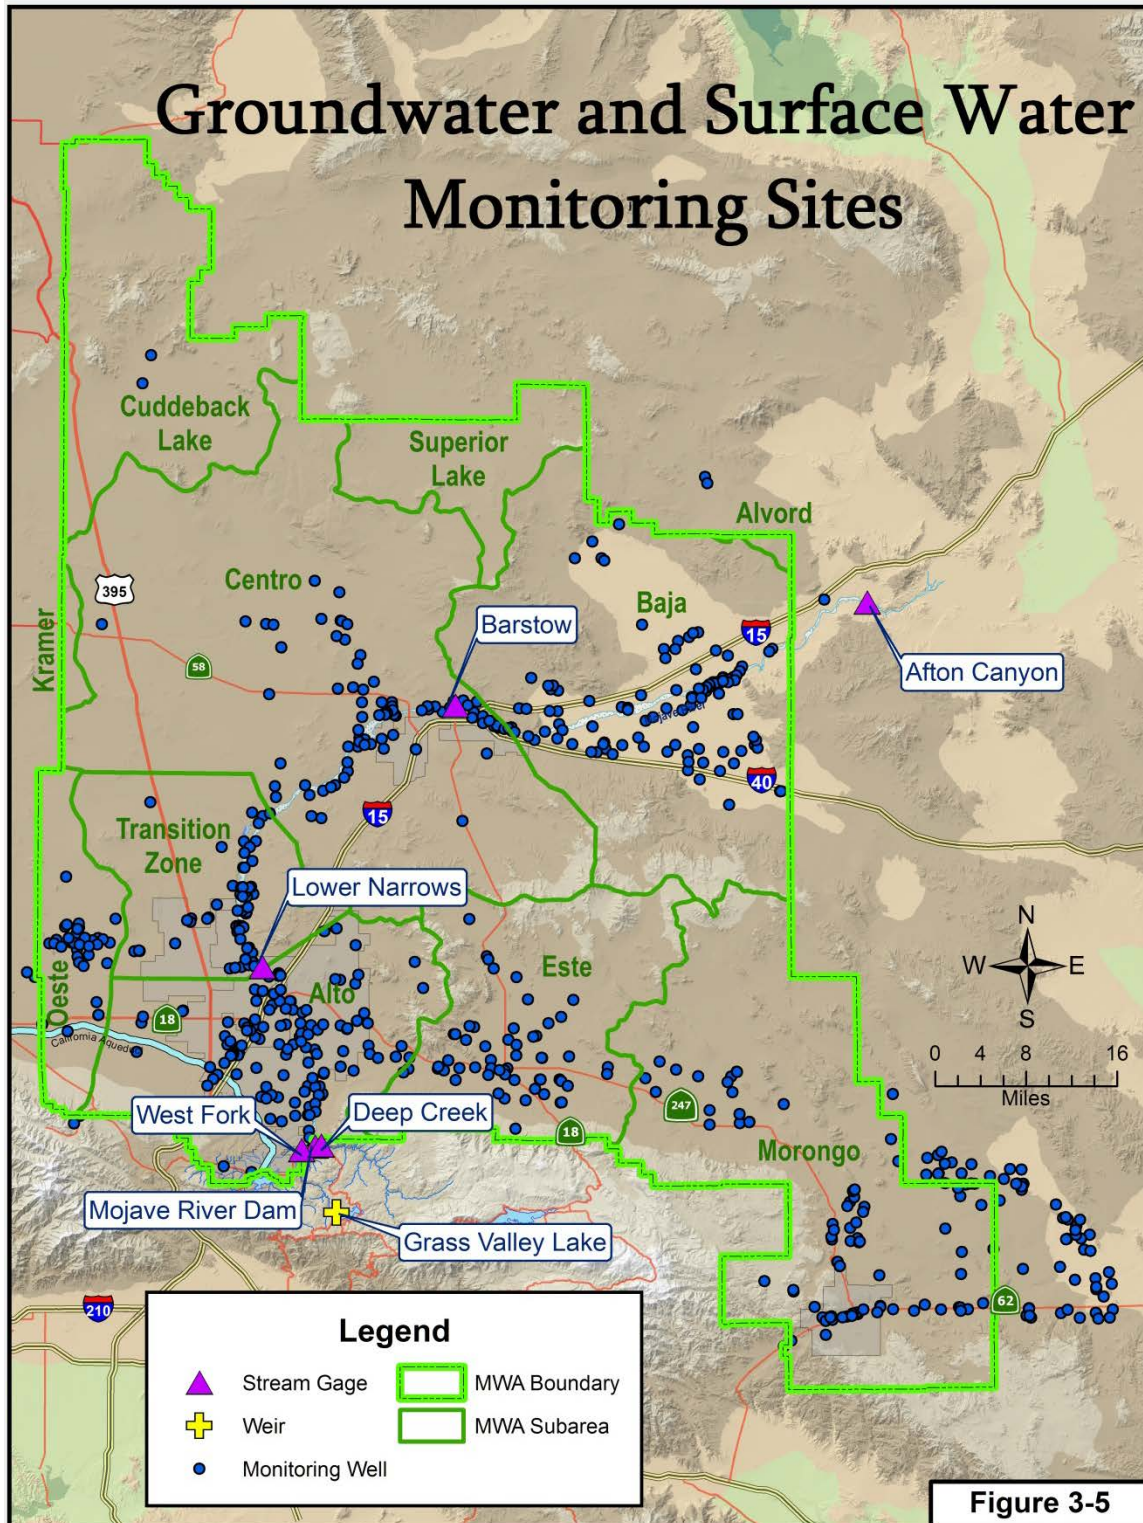 Groundwater and Surface Water
Monitoring Sites
Cuddeback
Lake
Superior
Lake
Alvord
Centro
395
Kramer
58
Barstow
Baja
15
Afton Canyon
40
15
Transition
Zone
Lower Narrows
Oeste
Alto
Este
18
California Aqueduct
N
W
E
S
0 4 8 16
Miles
West Fork
Deep Creek
247
18
Morongo
Mojave River Dam
Grass Valley Lake
62
210
Legend
Stream Gage
MWA Boundary
Weir
MWA Subarea
Monitoring Well
Figure 3-5